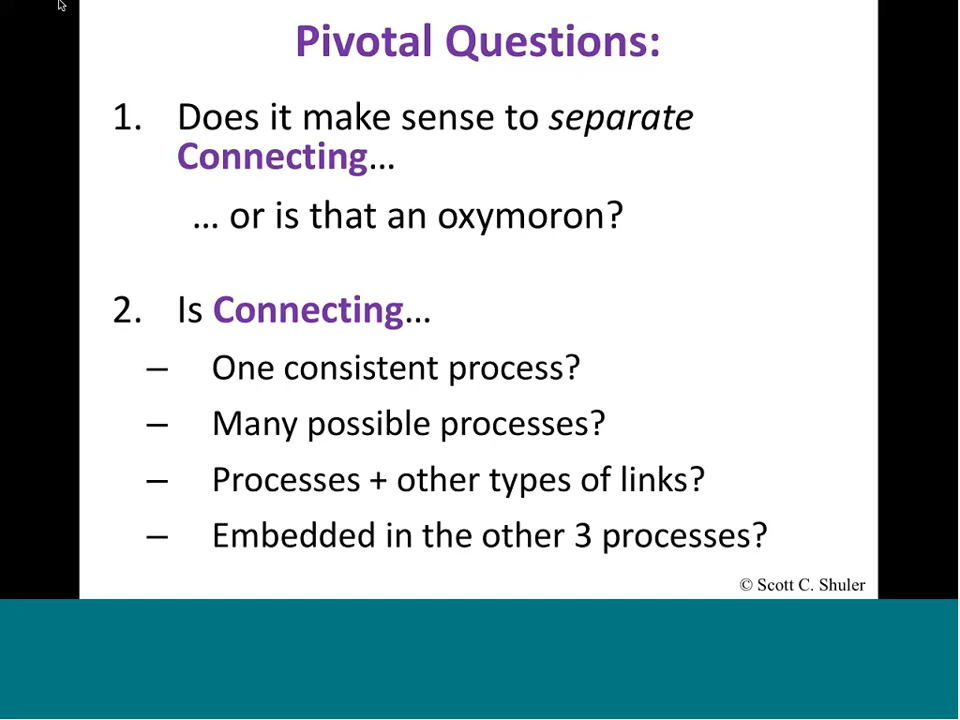 Pivotal Questions:
1. Does it make sense to separate
Connecting…
… or is that an oxymoron?
2. Is Connecting…
– One consistent process?
– Many possible processes?
– Processes + other types of links?
– Embedded in the other 3 processes?
© Scott C. Shuler